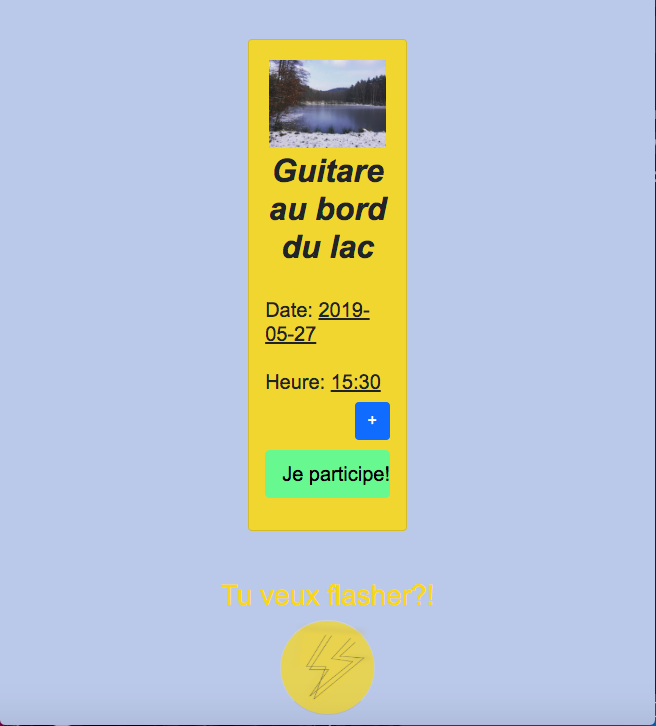 Guitare
au bord
du lac
Date: 2019-
05-27
Heure: 15:30
+
Je participe!
Tu veux flasher?!